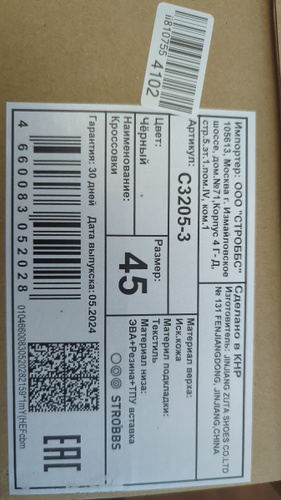 ii810755 4102
Импортер: ООО "СТРОББС"
105613, Москва г, Измайловское
шоссе, дом.№71,Корпус 4 Г-Д,
стр.5,эт.1,пом.IV, ком.1
Сделано в КНР
Изготовитель: JINJIANG ZUTA SHOES CO.LTD
№ 131 FENJIANGDONG, JINJIANG,CHINA
Артикул: C3205-3
Цвет:
Чёрный
Наименование:
Кроссовки
Размер:
45
Материал верха:
Иск.кожа
Материал подкладки:
Текстиль
Материал низа:
ЭВА+Резина+ТПУ вставка
STROBBS
Гарантия: 30 дней Дата выпуска: 05.2024
4 660083 052028
EAC